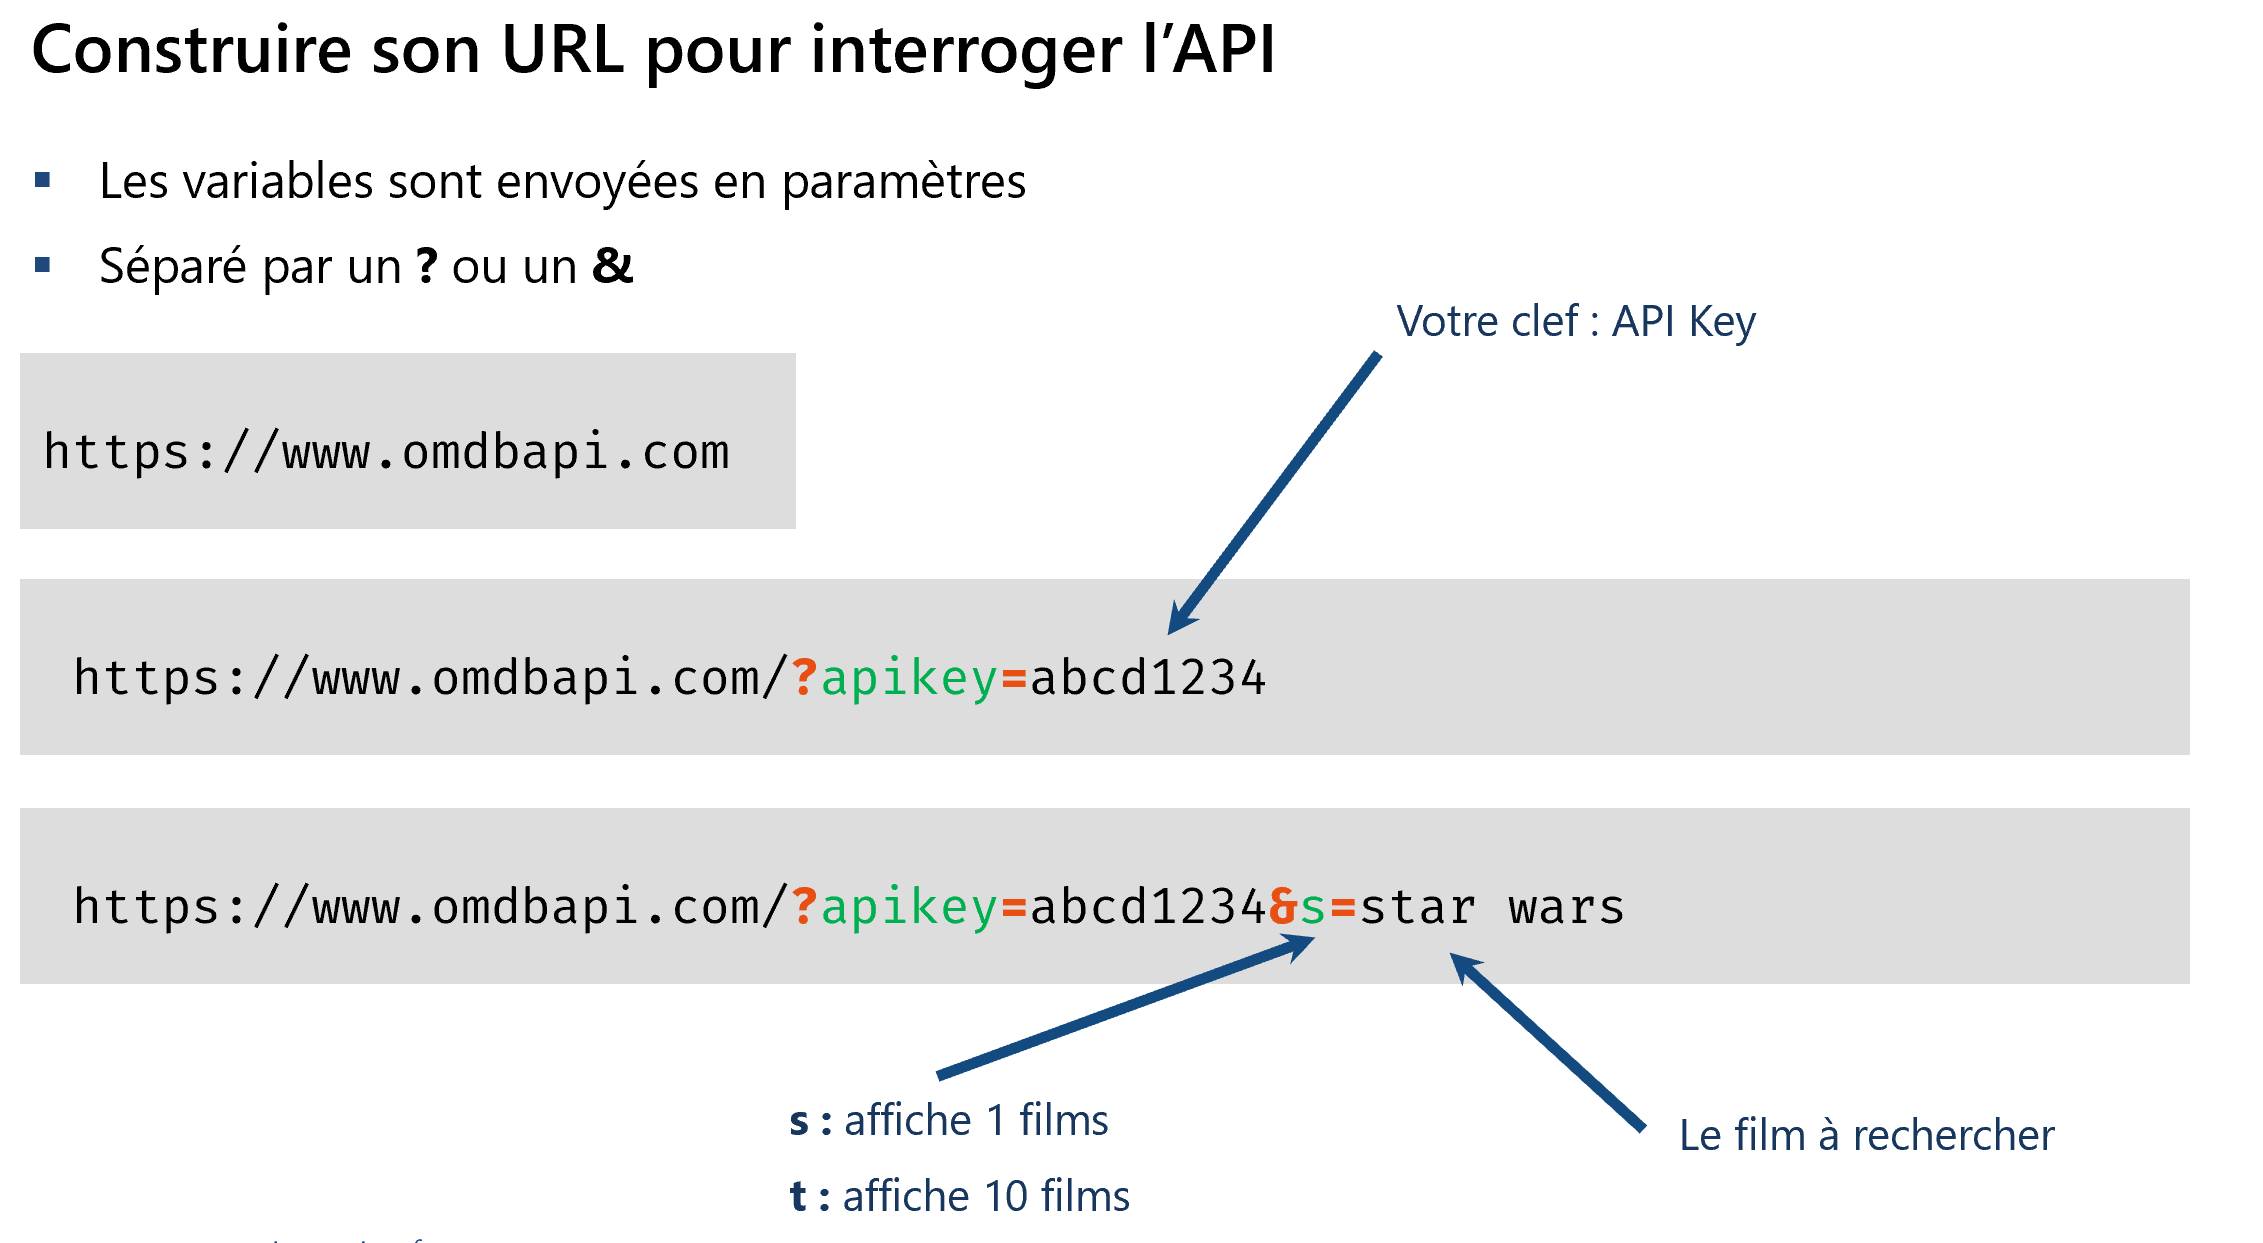 Construire son URL pour interroger l’API
Les variables sont envoyées en paramètres
Séparé par un ? ou un &
Votre clef : API Key
https://www.omdbapi.com
https://www.omdbapi.com/?apikey=abcd1234
https://www.omdbapi.com/?apikey=abcd1234&s=star wars
s : affiche 1 films
t : affiche 10 films
Le film à rechercher